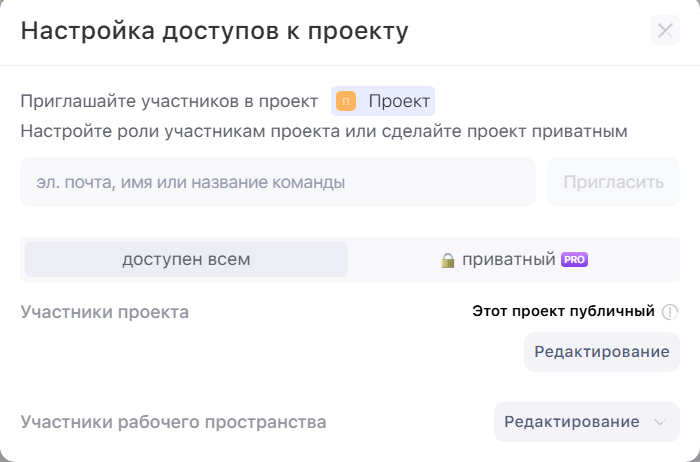 Настройка доступов к проекту
Приглашайте участников в проект П Проект
Настройте роли участникам проекта или сделайте проект приватным
эл. почта, имя или название команды Пригласить
доступен всем приватный PRO
Участники проекта Этот проект публичный
Редактирование
Участники рабочего пространства Редактирование